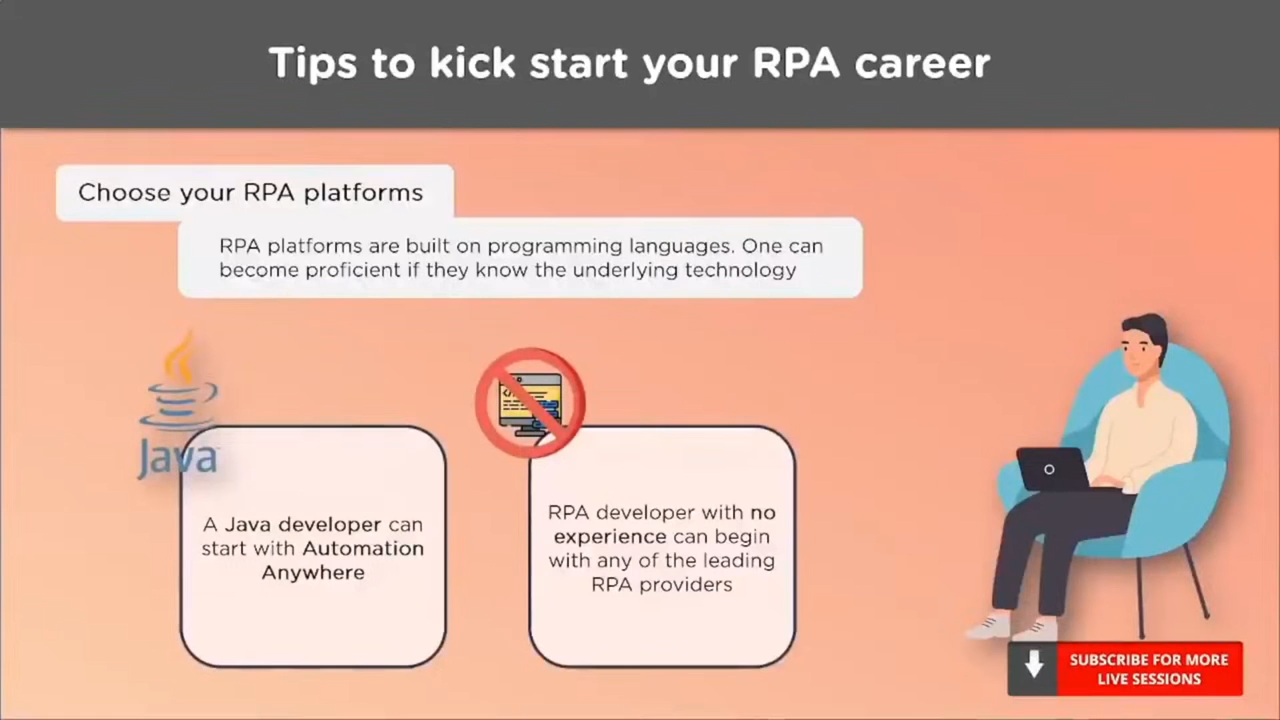 Tips to kick start your RPA career
Choose your RPA platforms
RPA platforms are built on programming languages. One can
become proficient if they know the underlying technology
Java
A Java developer can
start with Automation
Anywhere
RPA developer with no
experience can begin
with any of the leading
RPA providers
SUBSCRIBE FOR MORE
LIVE SESSIONS